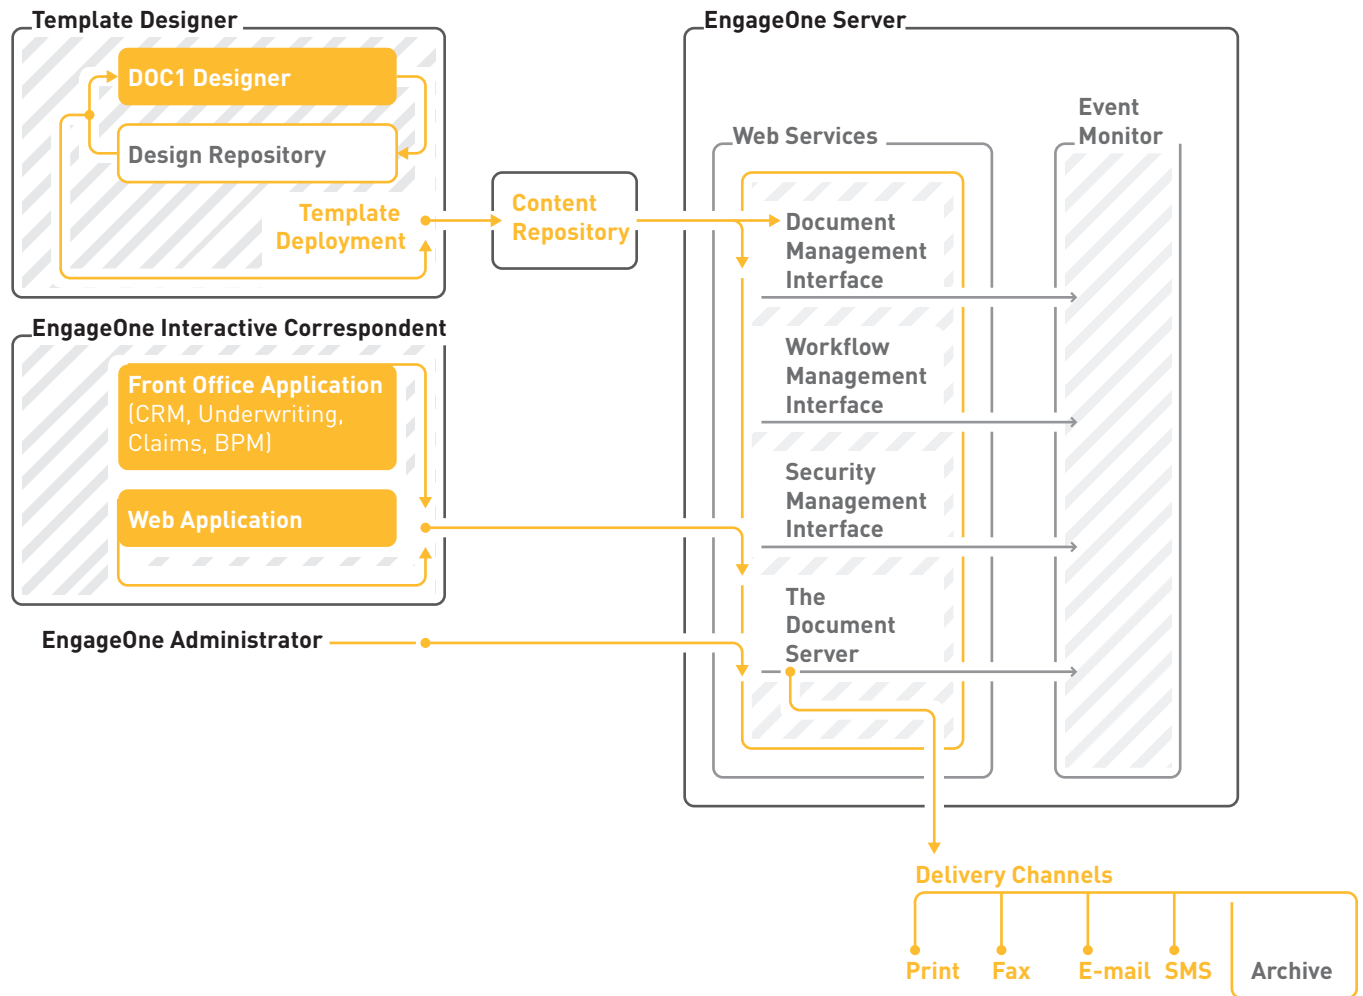 Template Designer
DOC1 Designer
Design Repository
Template
Deployment
Content
Repository
EngageOne Server
Web Services
Event
Monitor
Document
Management
Interface
Workflow
Management
Interface
Security
Management
Interface
The
Document
Server
EngageOne Interactive Correspondent
Front Office Application
(CRM, Underwriting,
Claims, BPM)
Web Application
EngageOne Administrator
Delivery Channels
Print
Fax
E-mail
SMS
Archive